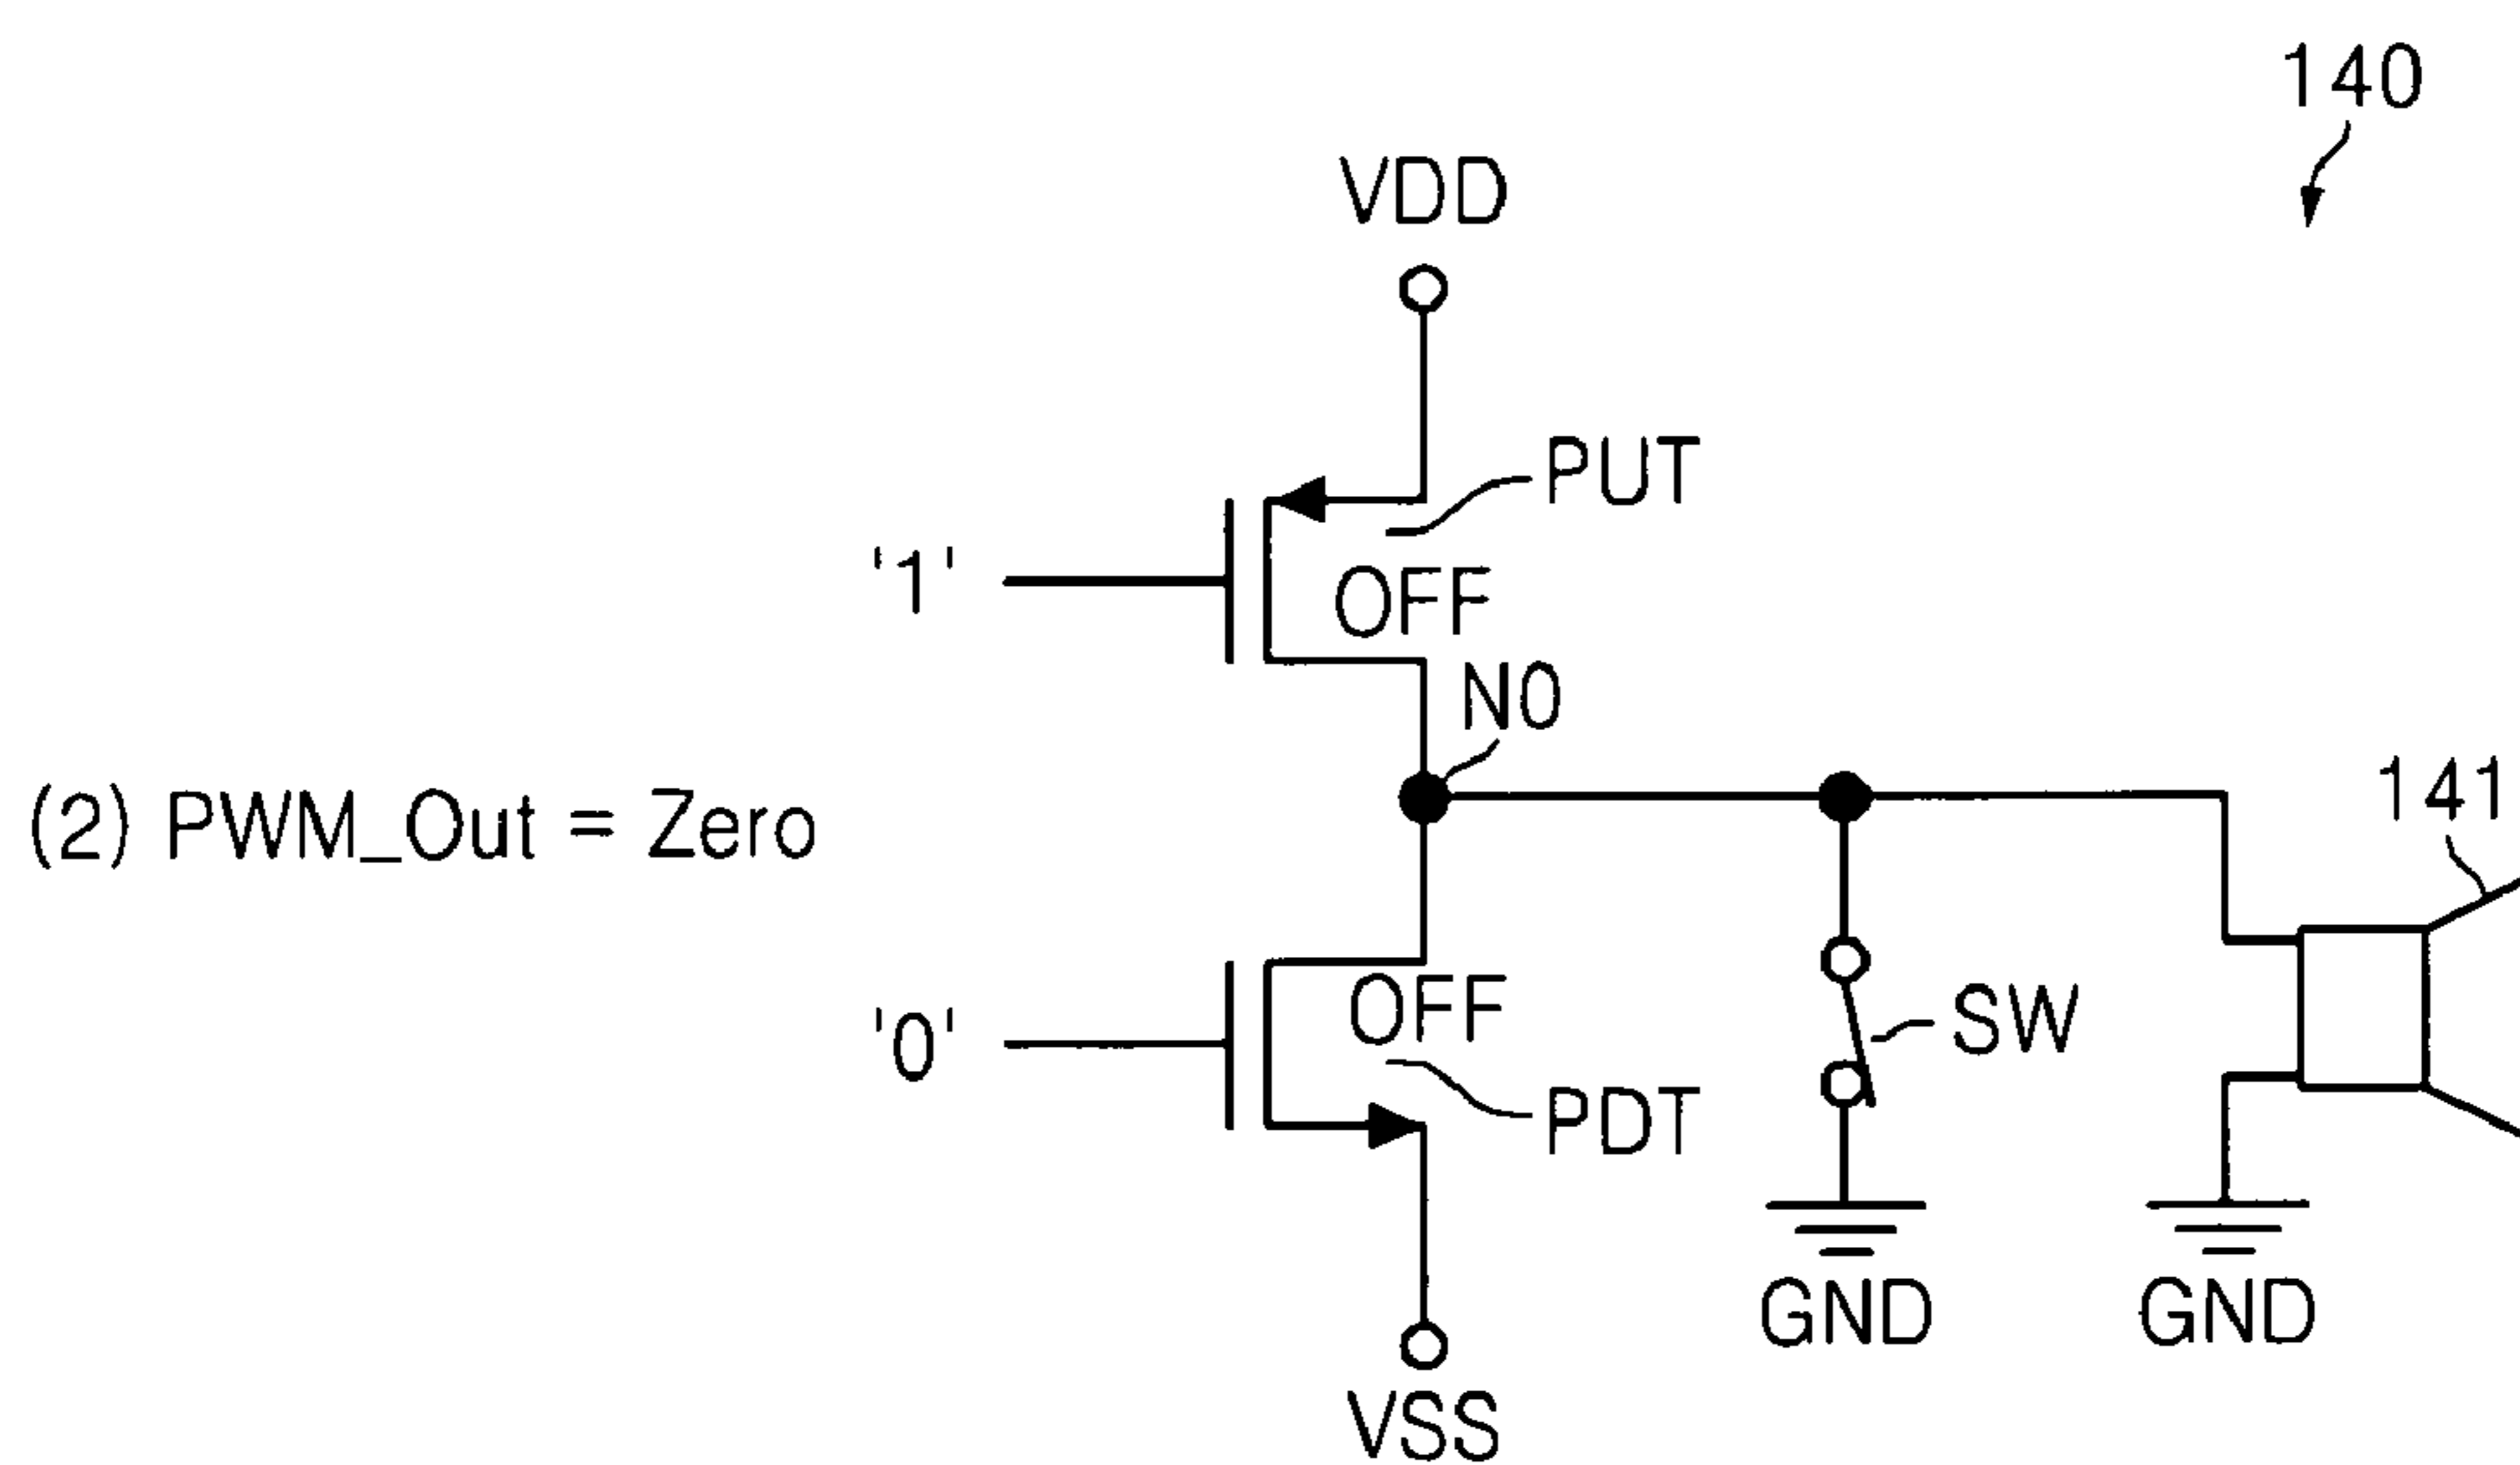 140
VDD
PUT
'1'
OFF
N0
(2) PWM_Out = Zero
141
'0'
OFF
SW
PDT
GND
GND
VSS